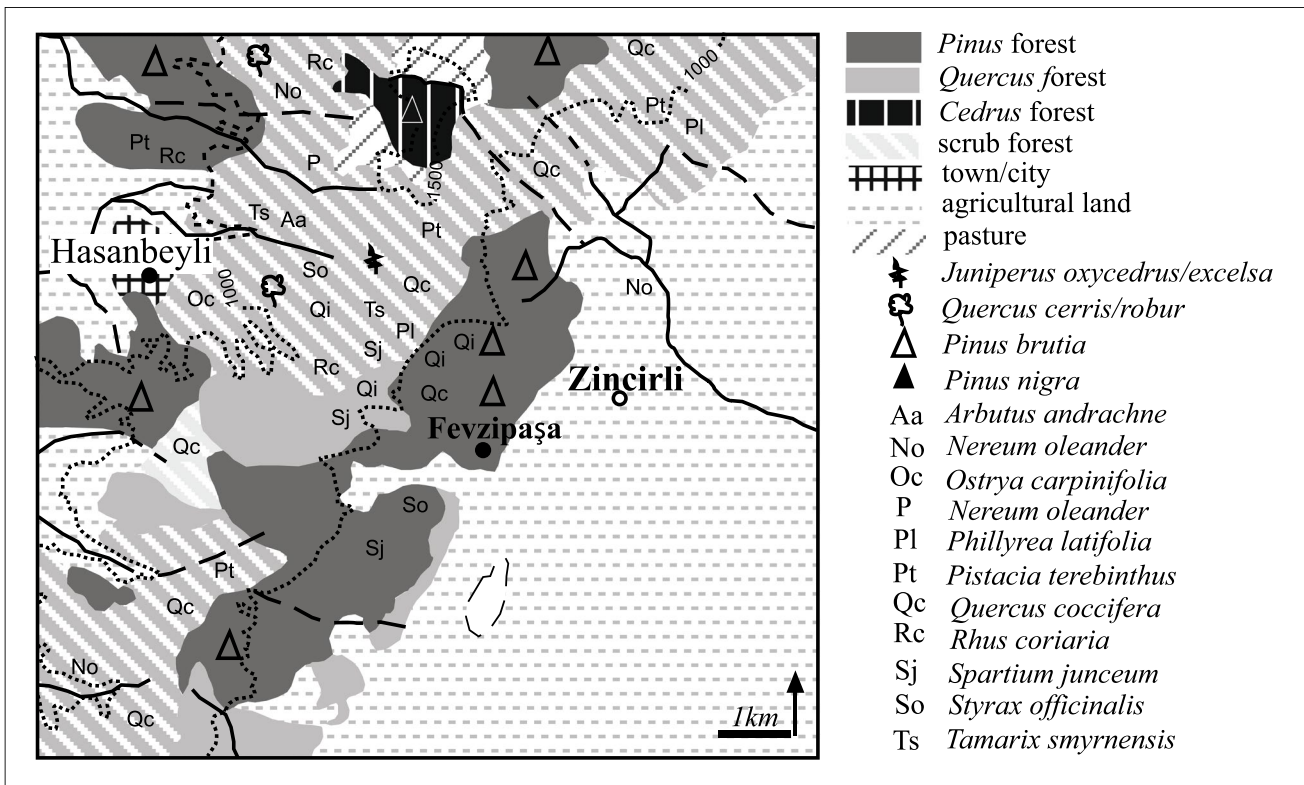 Qc
1000
Rc
No
Pt
Pl
Pt
Rc
P
1500
Qc
Ts
Aa
Pt
Hasanbeyli
So
Oc
1000
Qc
No
Qi
Ts
Pl
Qi
Sj
Qi
Rc
Qi
Qc
Zincirli
Sj
Fevzipaşa
Qc
So
Sj
Pt
Qc
No
Qc
1km
Pinus forest
Quercus forest
Cedrus forest
scrub forest
town/city
agricultural land
pasture
Juniperus oxycedrus/excelsa
Quercus cerris/robur
Pinus brutia
Pinus nigra
Aa Arbutus andrachne
No Nereum oleander
Oc Ostrya carpinifolia
P Nereum oleander
Pl Phillyrea latifolia
Pt Pistacia terebinthus
Qc Quercus coccifera
Rc Rhus coriaria
Sj Spartium junceum
So Styrax officinalis
Ts Tamarix smyrnensis